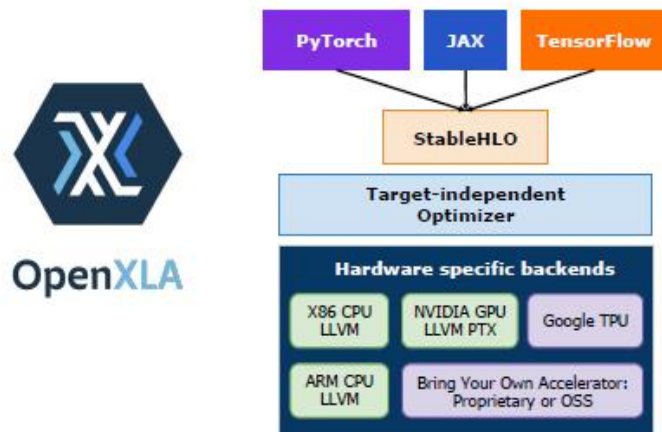 PyTorch
JAX
TensorFlow
StableHLO
Target-independent
Optimizer
OpenXLA
Hardware specific backends
X86 CPU
LLVM
NVIDIA GPU
LLVM PTX
Google TPU
ARM CPU
LLVM
Bring Your Own Accelerator:
Proprietary or OSS